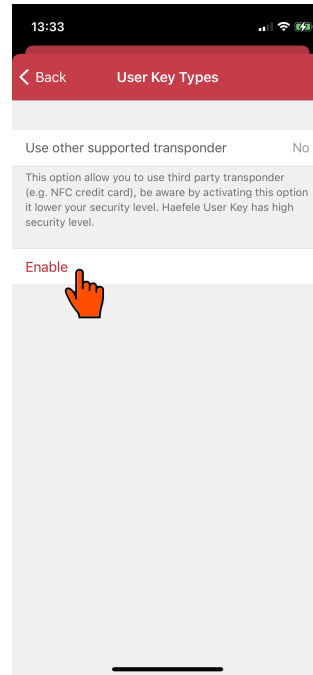 13:33
Back
User Key Types
Use other supported transponder No
This option allow you to use third party transponder
(e.g. NFC credit card), be aware by activating this option
it lower your security level. Haefele User Key has high
security level.
Enable